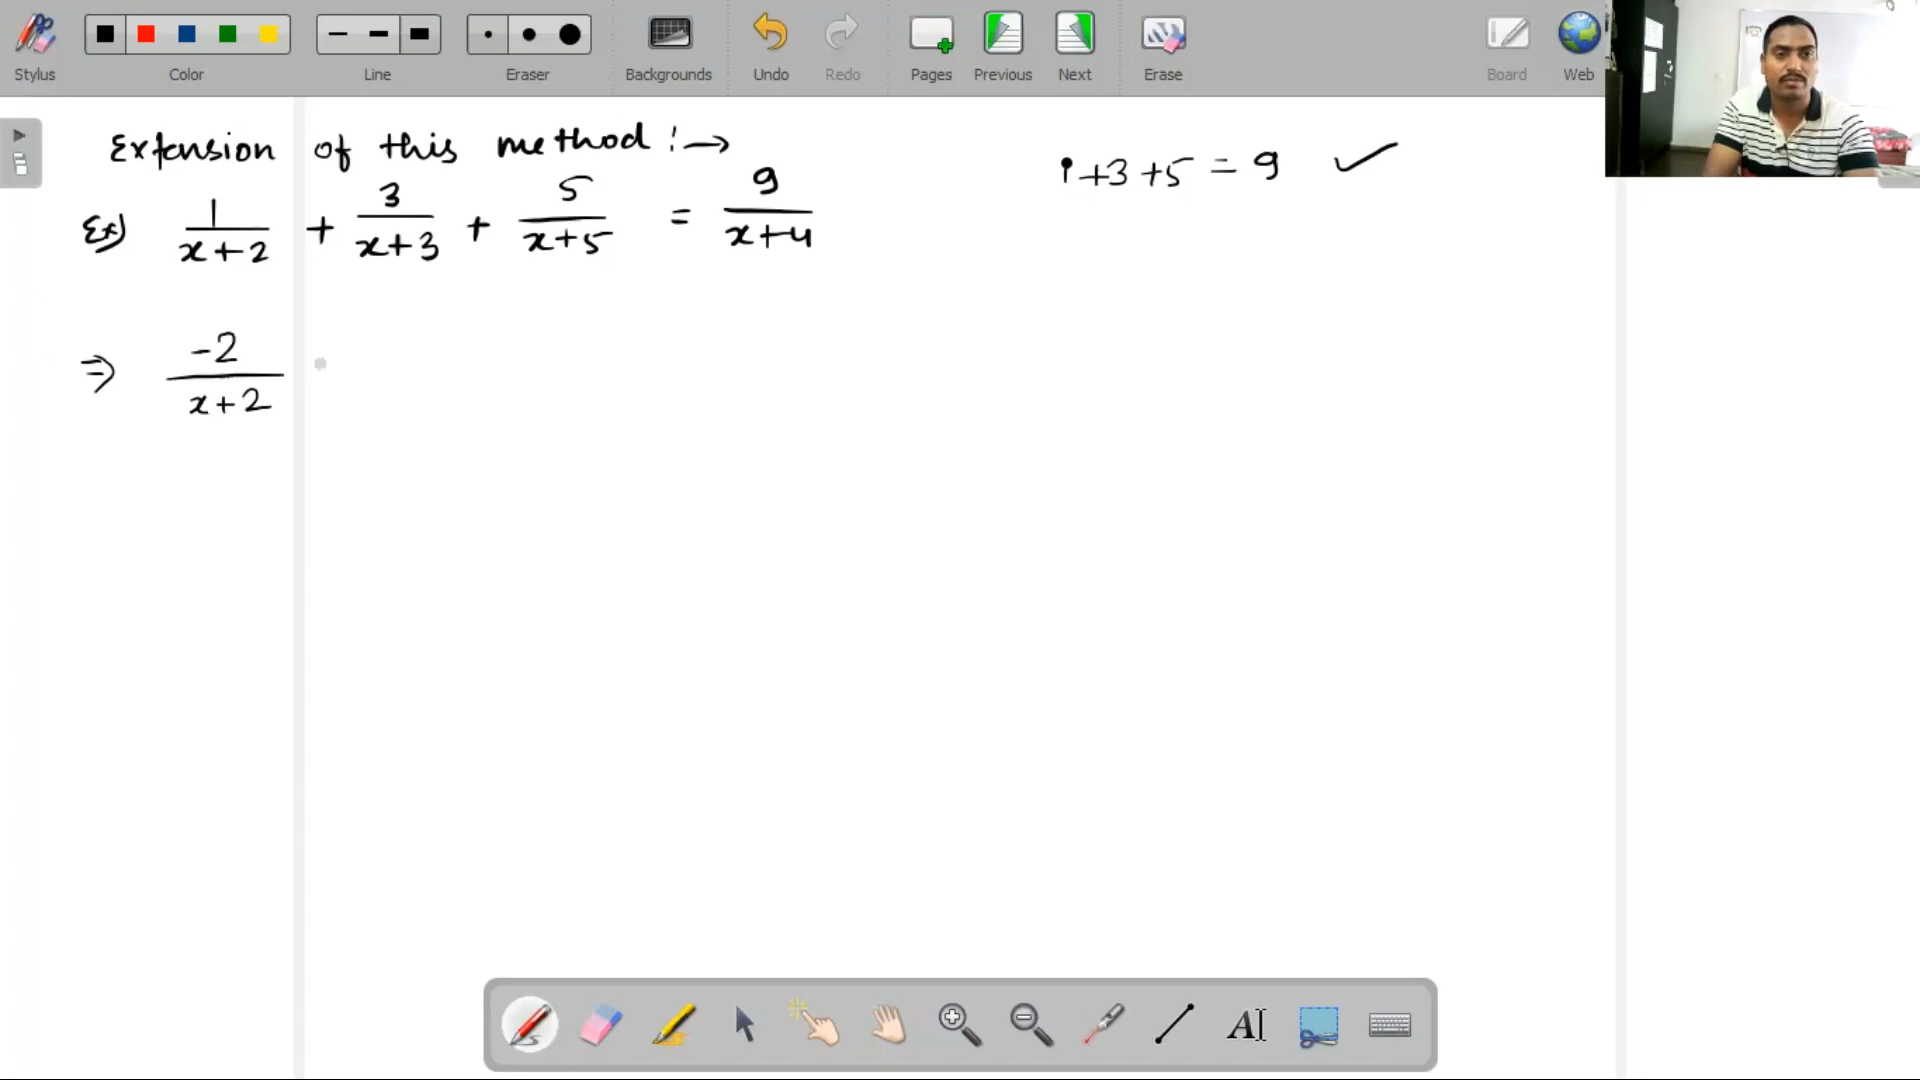 Stylus Color Line Eraser Backgrounds Undo Redo Pages Previous Next Erase Board Web
Extension of this method :→
1+3+5 = 9 ✓
Ex) 1/(x+2) + 3/(x+3) + 5/(x+5) = 9/(x+4)
⇒ -2/(x+2)